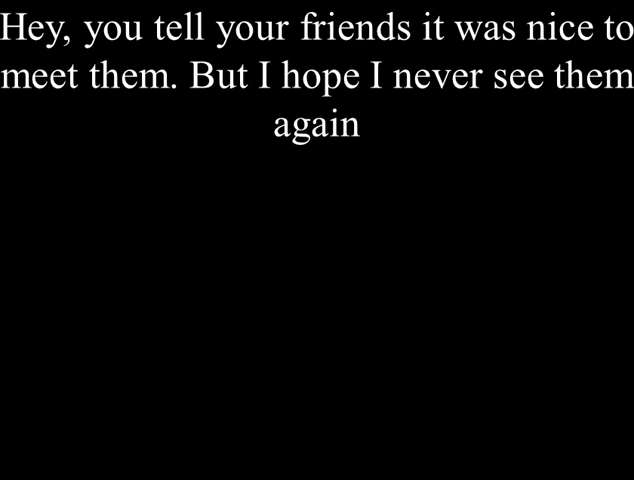 Hey, you tell your friends it was nice to
meet them. But I hope I never see them
again